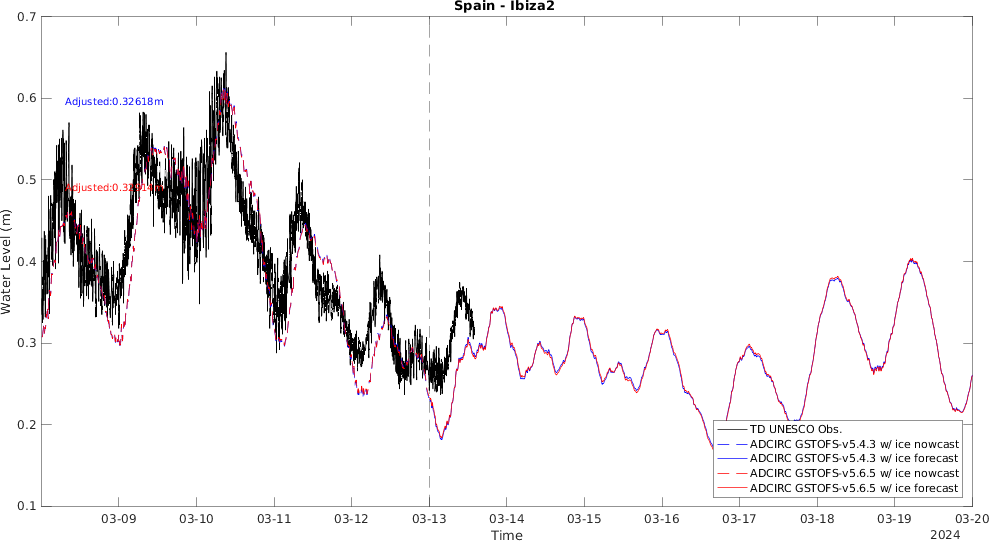 Spain - Ibiza2
0.7
0.6
0.5
0.4
0.3
0.2
0.1
Water Level (m)
Adjusted:0.32618m
03-09
03-10
03-11
03-12
03-13
03-14
03-15
03-16
03-17
03-18
03-19
03-20
Time
2024
TD UNESCO Obs.
ADCIRC GSTOFS-v5.4.3 w/ ice nowcast
ADCIRC GSTOFS-v5.4.3 w/ ice forecast
ADCIRC GSTOFS-v5.6.5 w/ ice nowcast
ADCIRC GSTOFS-v5.6.5 w/ ice forecast